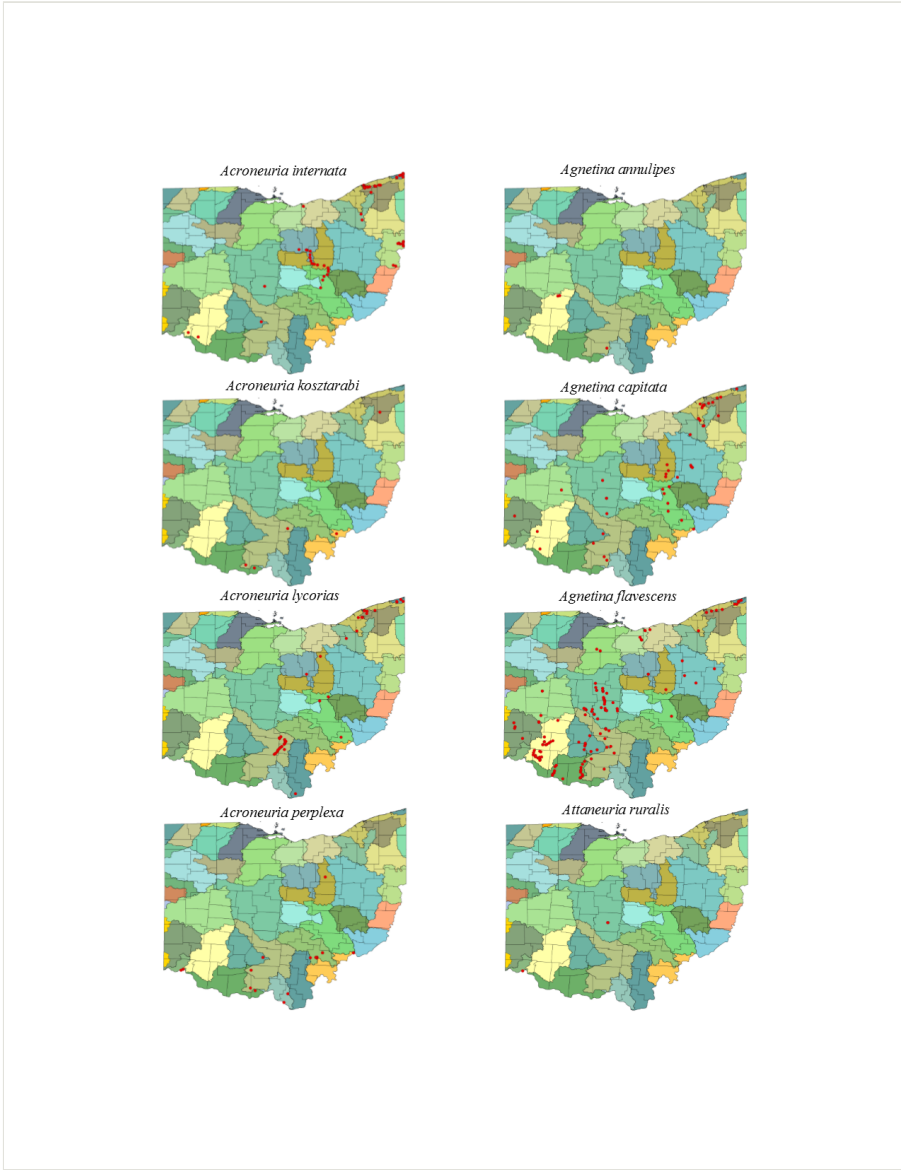 Acroneuria internata
Agnetina annulipes
Acroneuria kosztarabi
Agnetina capitata
Acroneuria lycorias
Agnetina flavescens
Acroneuria perplexa
Attaneuria ruralis